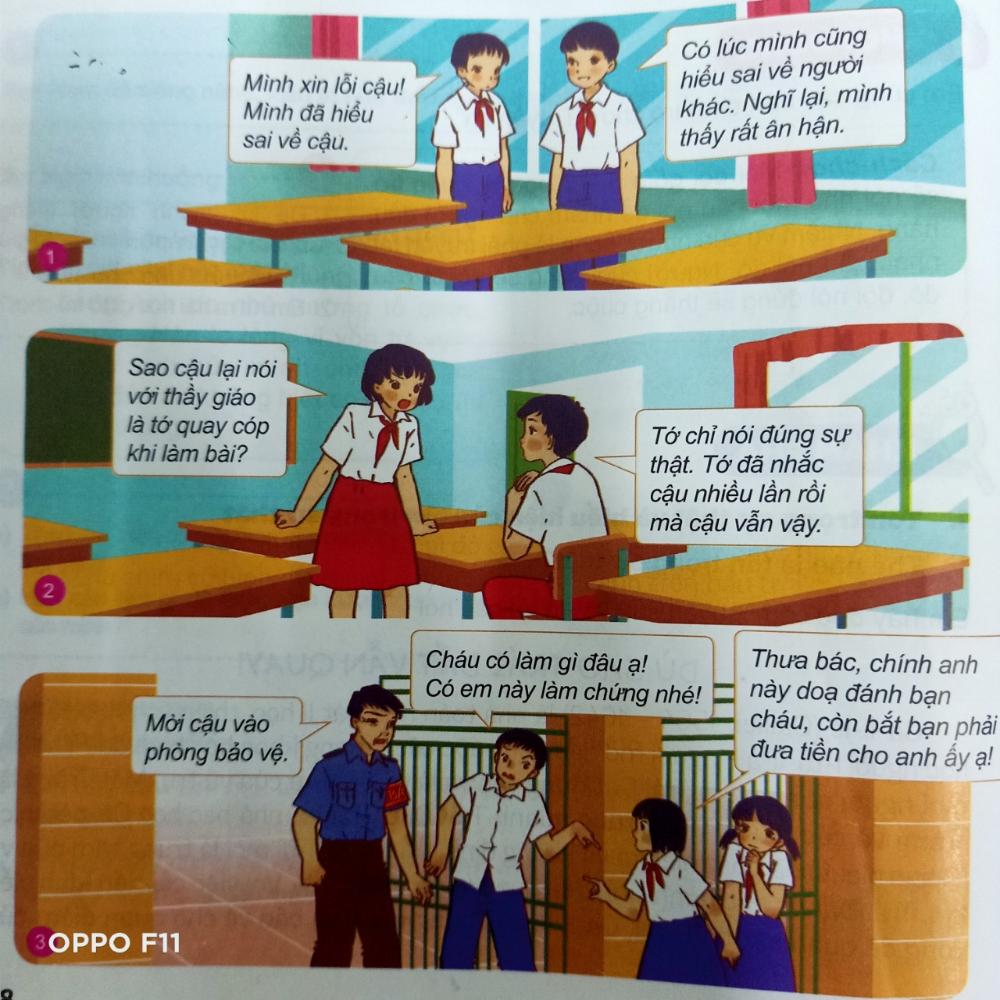 Mình xin lỗi cậu!
Mình đã hiểu
sai về cậu.
Có lúc mình cũng
hiểu sai về người
khác. Nghĩ lại, mình
thấy rất ân hận.
1
Sao cậu lại nói
với thầy giáo
là tớ quay cóp
khi làm bài?
Tớ chỉ nói đúng sự
thật. Tớ đã nhắc
cậu nhiều lần rồi
mà cậu vẫn vậy.
2
Mời cậu vào
phòng bảo vệ.
Cháu có làm gì đâu ạ!
Có em này làm chứng nhé!
Thưa bác, chính anh
này doạ đánh bạn
cháu, còn bắt bạn phải
đưa tiền cho anh ấy ạ!
3
OPPO F11
8